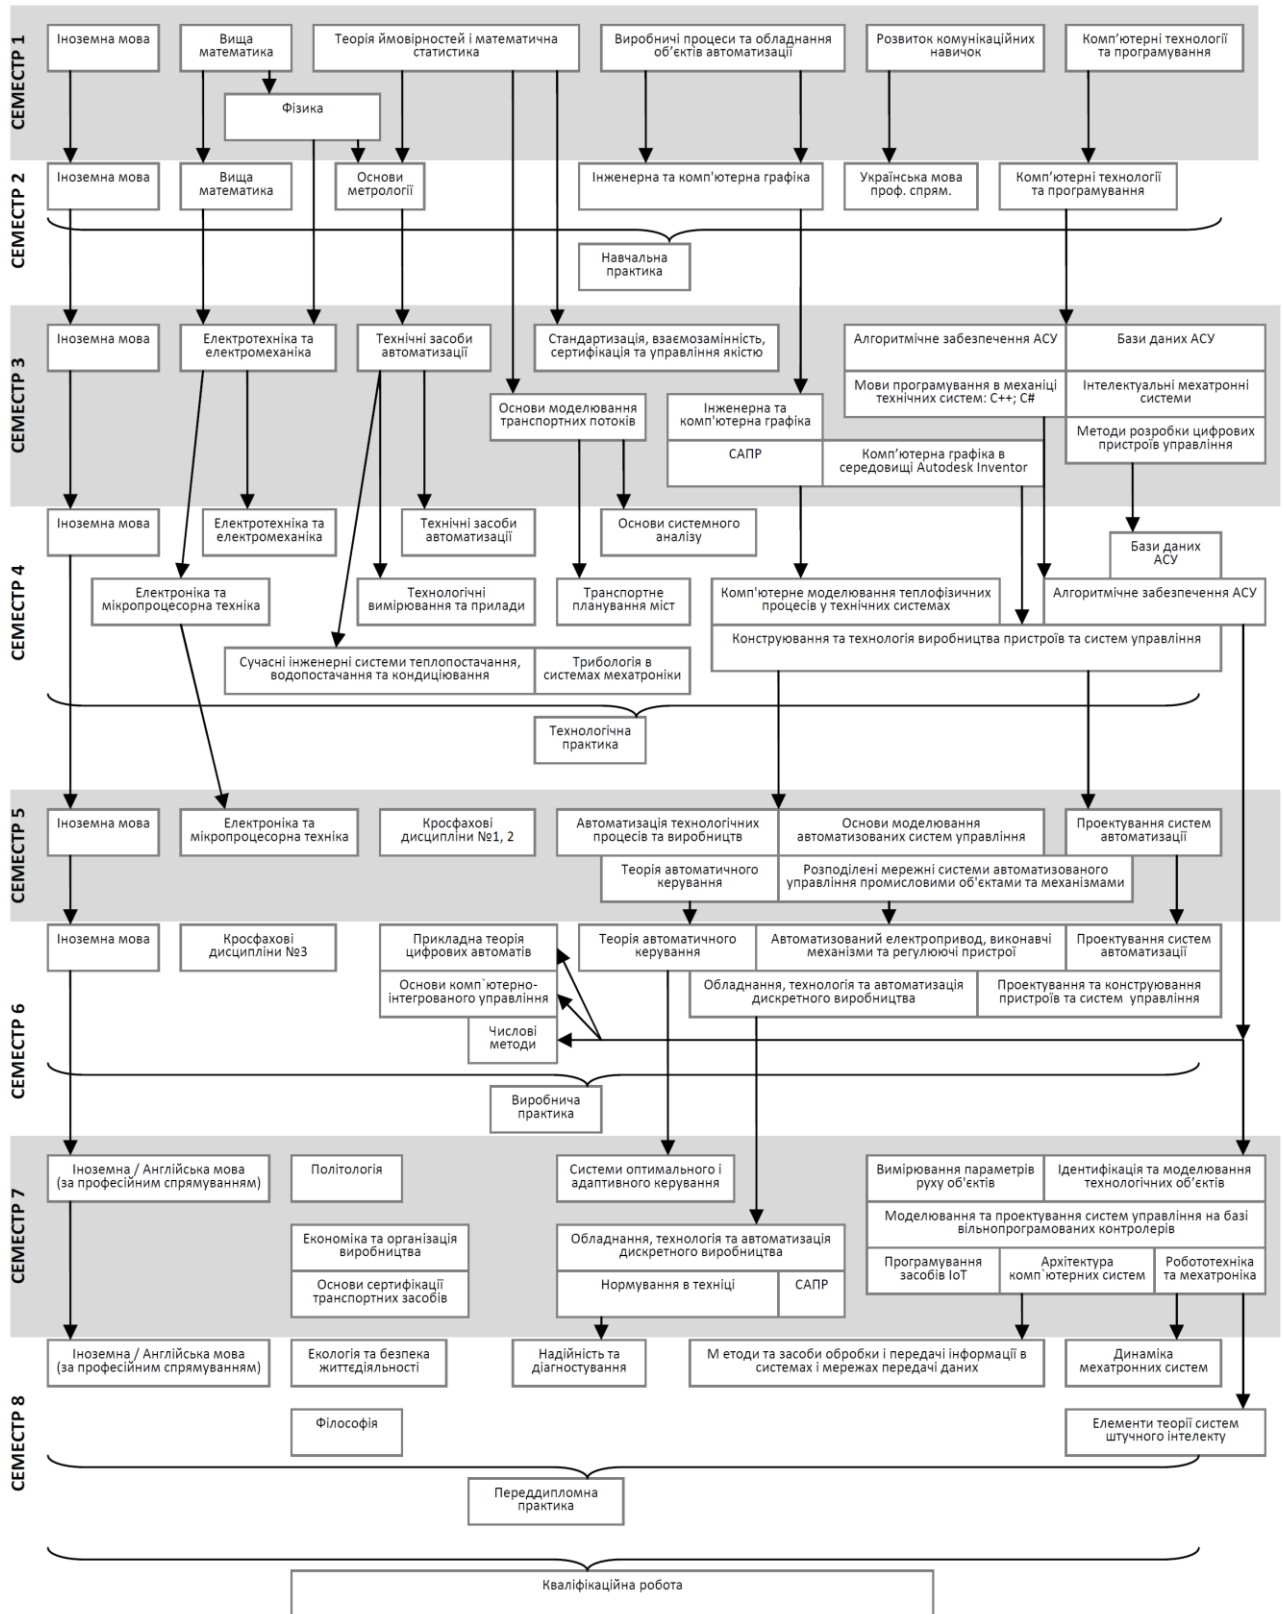 СЕМЕСТР 1
Іноземна мова
Вища
математика
Теорія ймовірностей і математична
статистика
Виробничі процеси та обладнання
об’єктів автоматизації
Розвиток комунікаційних
навичок
Комп’ютерні технології
та програмування
Фізика
СЕМЕСТР 2
Іноземна мова
Вища
математика
Основи
метрології
Інженерна та комп'ютерна графіка
Українська мова
проф. спрям.
Комп’ютерні технології
та програмування
Навчальна
практика
СЕМЕСТР 3
Іноземна мова
Електротехніка та
електромеханіка
Технічні засоби
автоматизації
Стандартизація, взаємозамінність,
сертифікація та управління якістю
Алгоритмічне забезпечення АСУ
Бази даних АСУ
Мови програмування в механіці
технічних систем: С++; С#
Інтелектуальні мехатронні
системи
Основи моделювання
транспортних потоків
Інженерна та
комп'ютерна графіка
Методи розробки цифрових
пристроїв управління
САПР
Комп’ютерна графіка в
середовищі Autodesk Inventor
СЕМЕСТР 4
Іноземна мова
Електротехніка та
електромеханіка
Технічні засоби
автоматизації
Основи системного
аналізу
Бази даних
АСУ
Електроніка та
мікропроцесорна техніка
Технологічні
вимірювання та прилади
Транспортне
планування міст
Комп'ютерне моделювання теплофізичних
процесів у технічних системах
Алгоритмічне забезпечення АСУ
Конструювання та технологія виробництва пристроїв та систем управління
Сучасні інженерні системи теплопостачання,
водопостачання та кондиціювання
Трибологія в
системах мехатроніки
Технологічна
практика
СЕМЕСТР 5
Іноземна мова
Електроніка та
мікропроцесорна техніка
Кросфахові
дисципліни №1, 2
Автоматизація технологічних
процесів та виробництв
Основи моделювання
автоматизованих систем управління
Проектування систем
автоматизації
Теорія автоматичного
керування
Розподілені мережні системи автоматизованого
управління промисловими об'єктами та механізмами
СЕМЕСТР 6
Іноземна мова
Кросфахові
дисципліни №3
Прикладна теорія
цифрових автоматів
Теорія автоматичного
керування
Автоматизований електропривод, виконавчі
механізми та регулюючі пристрої
Проектування систем
автоматизації
Основи комп`ютерно-
інтегрованого управління
Обладнання, технологія та автоматизація
дискретного виробництва
Проектування та конструювання
пристроїв та систем управління
Числові
методи
Виробнича
практика
СЕМЕСТР 7
Іноземна / Англійська мова
(за професійним спрямуванням)
Політологія
Системи оптимального і
адаптивного керування
Вимірювання параметрів
руху об'єктів
Ідентифікація та моделювання
технологічних об’єктів
Моделювання та проектування систем управління на базі
вільнопрограмованих контролерів
Економіка та організація
виробництва
Обладнання, технологія та автоматизація
дискретного виробництва
Програмування
засобів ІоТ
Архітектура
комп`ютерних систем
Робототехніка
та мехатроніка
Основи сертифікації
транспортних засобів
Нормування в техніці
САПР
СЕМЕСТР 8
Іноземна / Англійська мова
(за професійним спрямуванням)
Екологія та безпека
життєдіяльності
Надійність та
діагностування
М етоди та засоби обробки і передачі інформації в
системах і мережах передачі даних
Динаміка
мехатронних систем
Філософія
Елементи теорії систем
штучного інтелекту
Переддипломна
практика
Кваліфікаційна робота